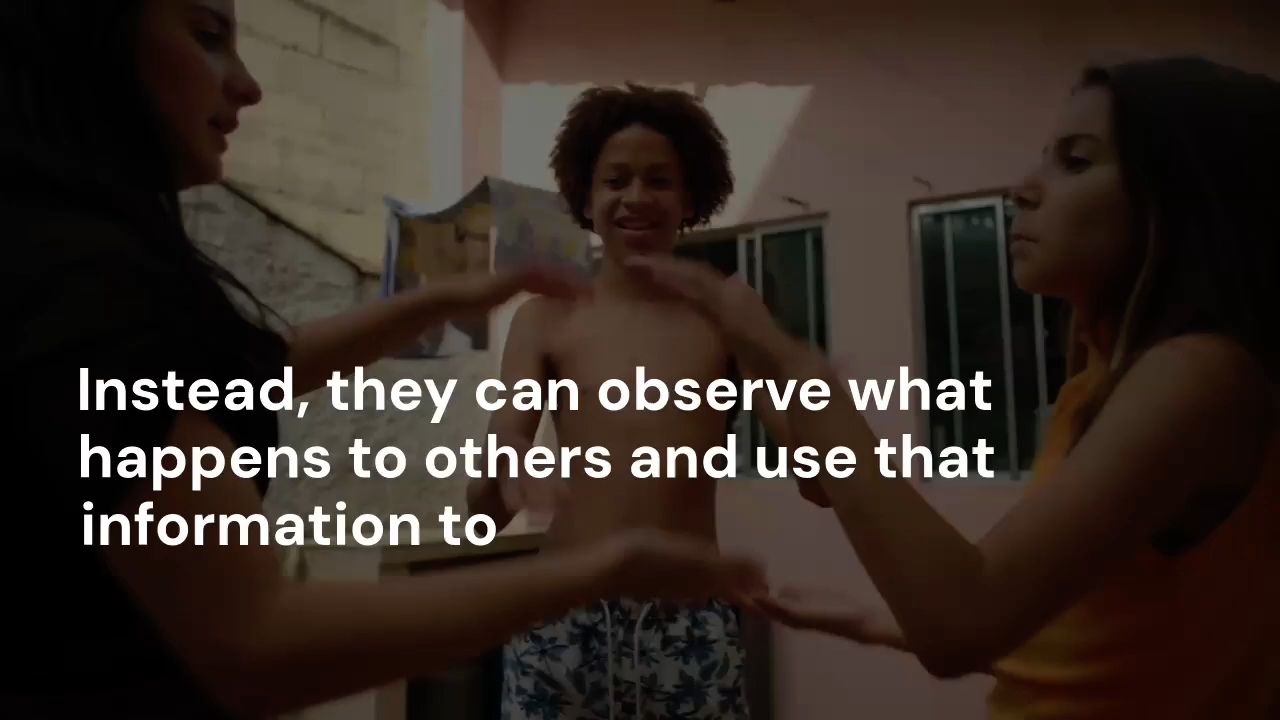 Instead, they can observe what
happens to others and use that
information to